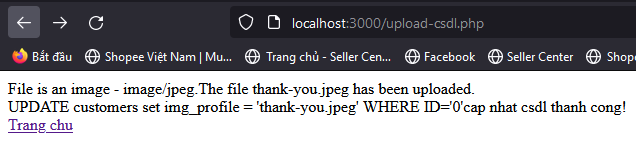 localhost:3000/upload-csdl.php
Bắt đầu Shopee Việt Nam | Mu... Trang chủ - Seller Cen... Facebook Seller Center Shopee
File is an image - image/jpeg.The file thank-you.jpeg has been uploaded.
UPDATE customers set img_profile = 'thank-you.jpeg' WHERE ID='0'cap nhat csdl thanh cong!
Trang chu